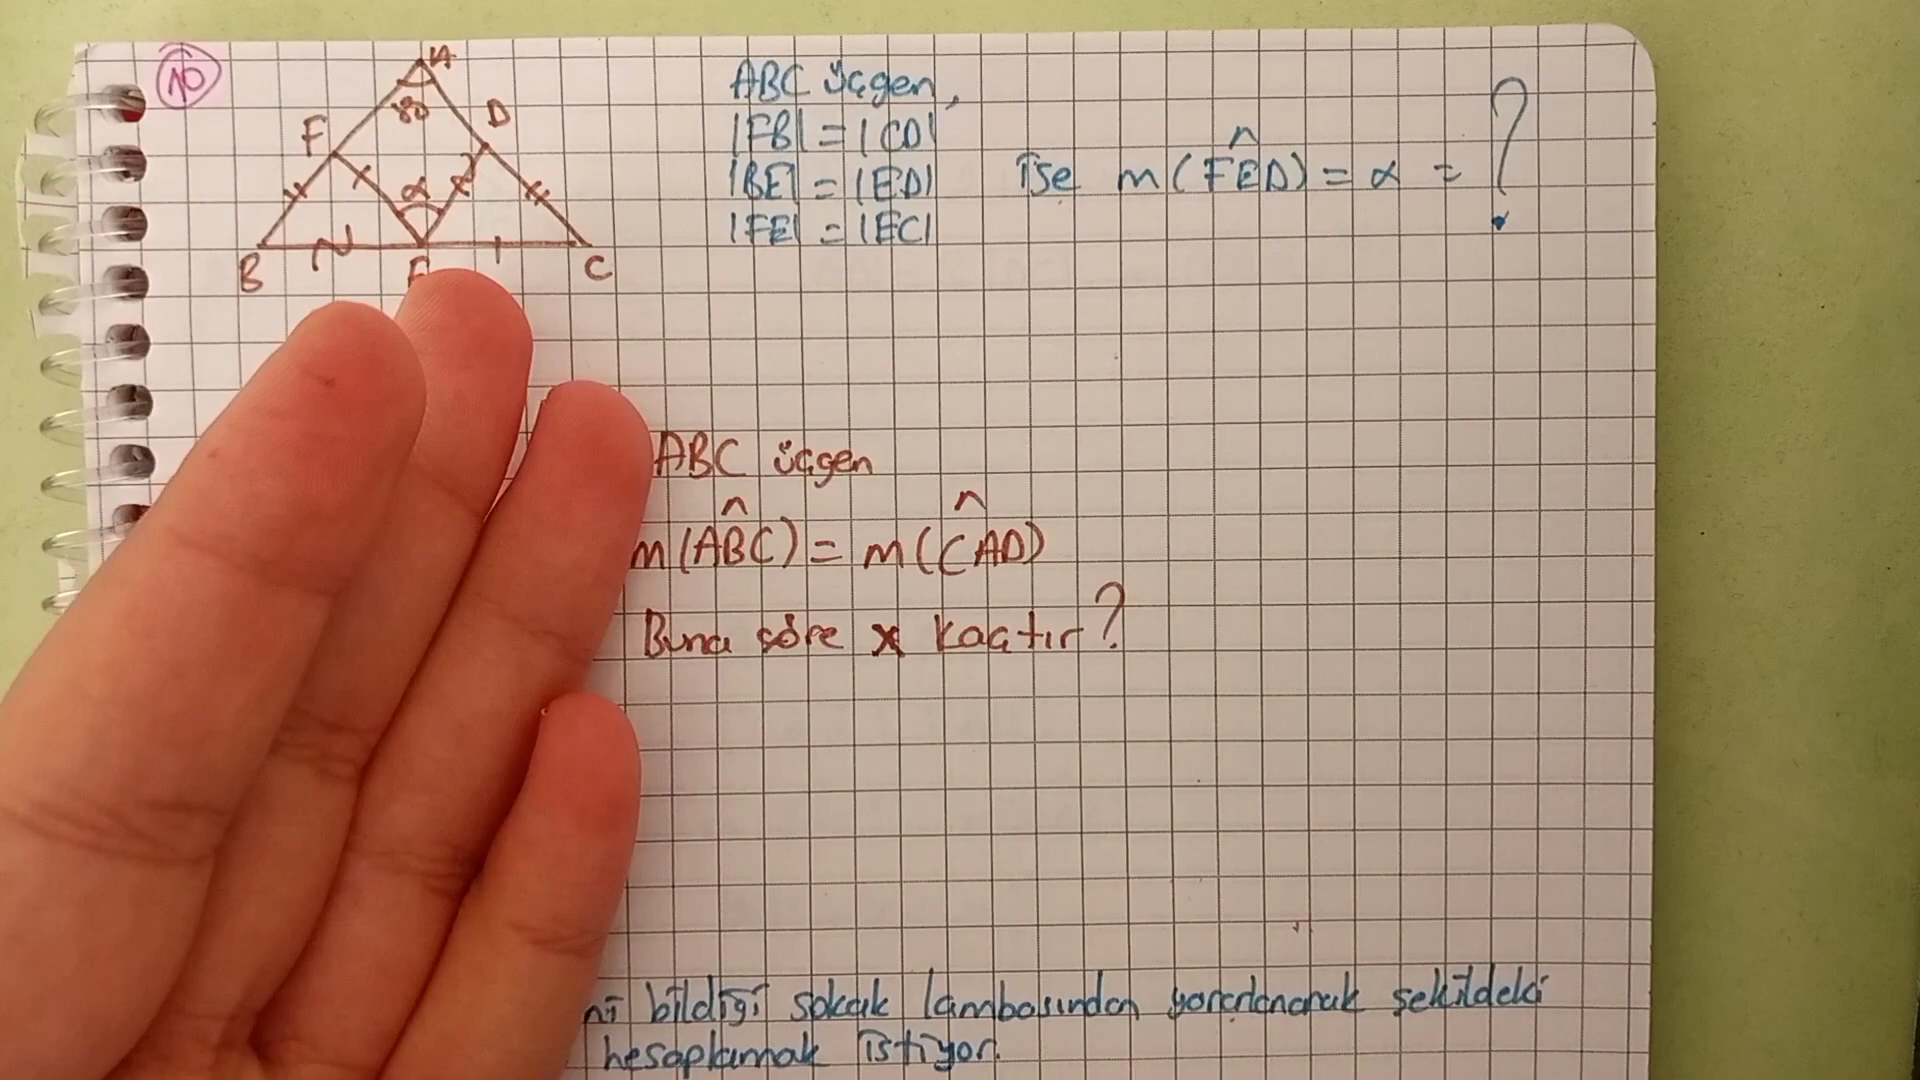 10
A
80
F
D
α
B
C
ABC üçgen,
|FB| = |CD|
|BE| = |ED|
|FE| = |EC|
ise m(FED) = α = ?
ABC üçgen
m(ABC) = m(CAD)
Buna göre x kaçtır?
bildiği sokak lambasından yararlanarak şekildeki
hesaplamak istiyor.